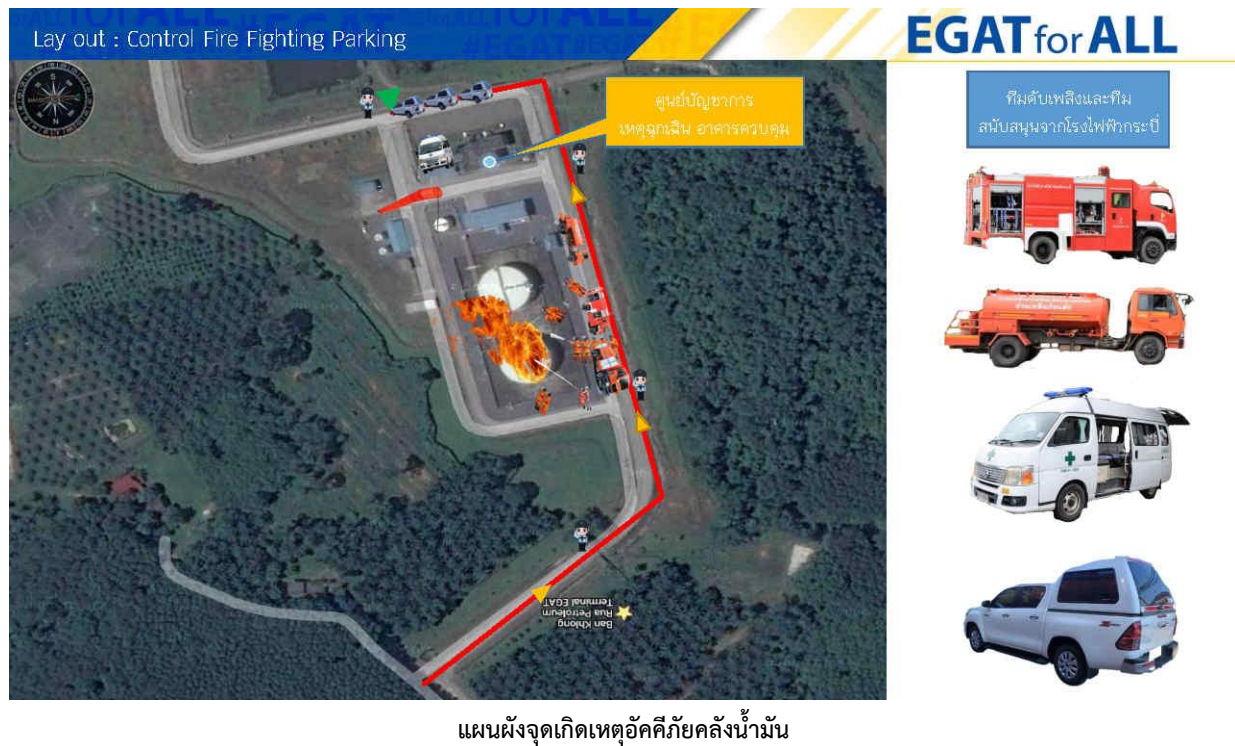 Lay out : Control Fire Fighting Parking
EGAT for ALL
ศูนย์บัญชาการ
เหตุฉุกเฉิน อาคารควบคุม
ทีมดับเพลิงและทีม
สนับสนุนจากโรงไฟฟ้ากระบี่
Ban Khlong
Rua Petroleum
Terminal EGAT
แผนผังจุดเกิดเหตุอัคคีภัยคลังน้ำมัน